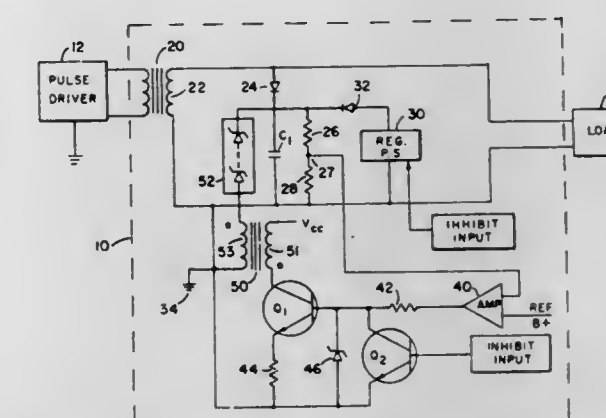 12
20
PULSE
DRIVER
22
24
32
30
26
REG.
P.S
C1
27
28
52
LOA
INHIBIT
INPUT
10
53
51
Vcc
50
34
42
40
AMP
REF
B+
Q1
44
46
Q2
INHIBIT
INPUT